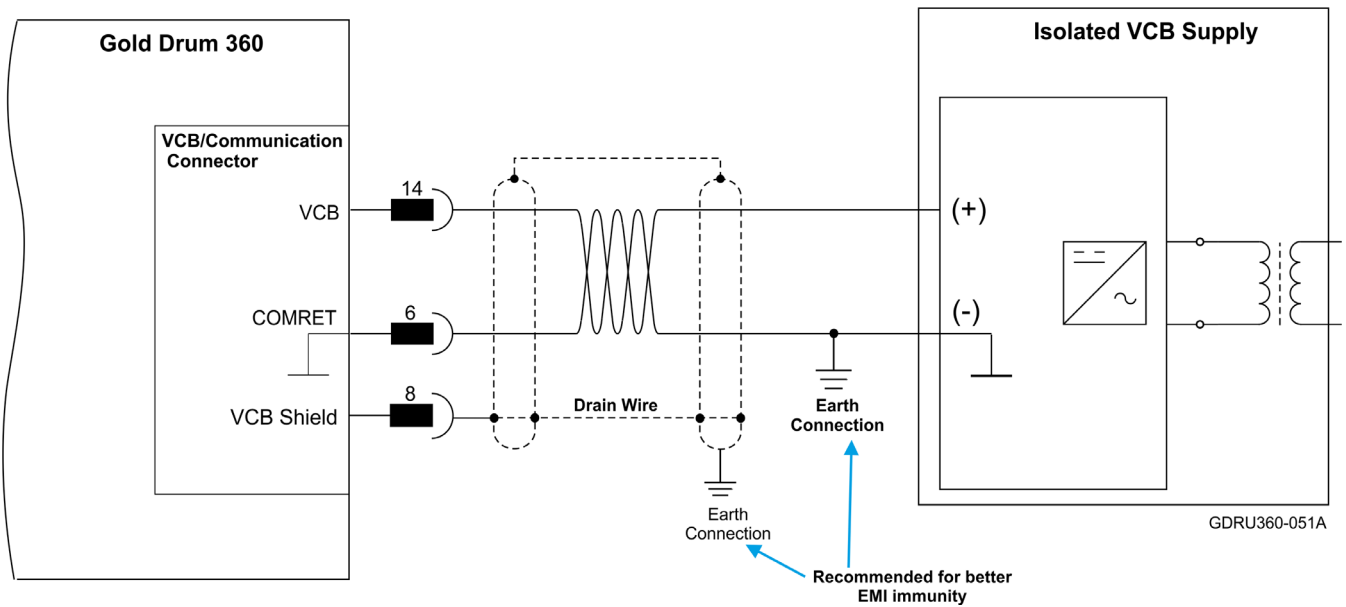 Gold Drum 360
Isolated VCB Supply
VCB/Communication
Connector
14
VCB
(+)
6
COMRET
(-)
8
VCB Shield
Drain Wire
Earth
Connection
Earth
Connection
GDRU360-051A
Recommended for better
EMI immunity